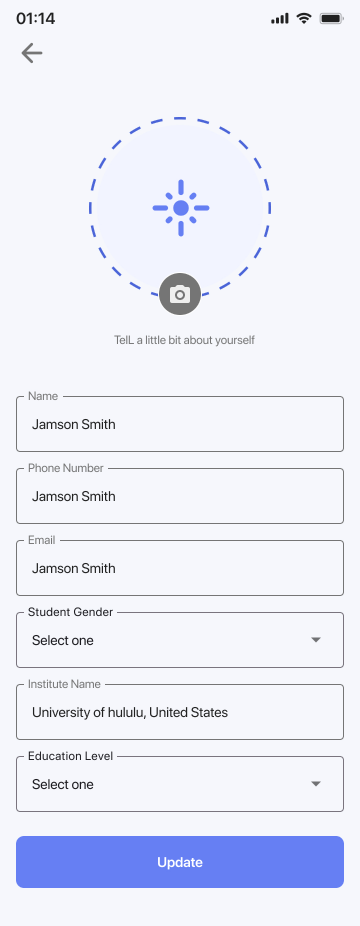 01:14
TelL a little bit about yourself
Name
Jamson Smith
Phone Number
Jamson Smith
Email
Jamson Smith
Student Gender
Select one
Institute Name
University of hululu, United States
Education Level
Select one
Update